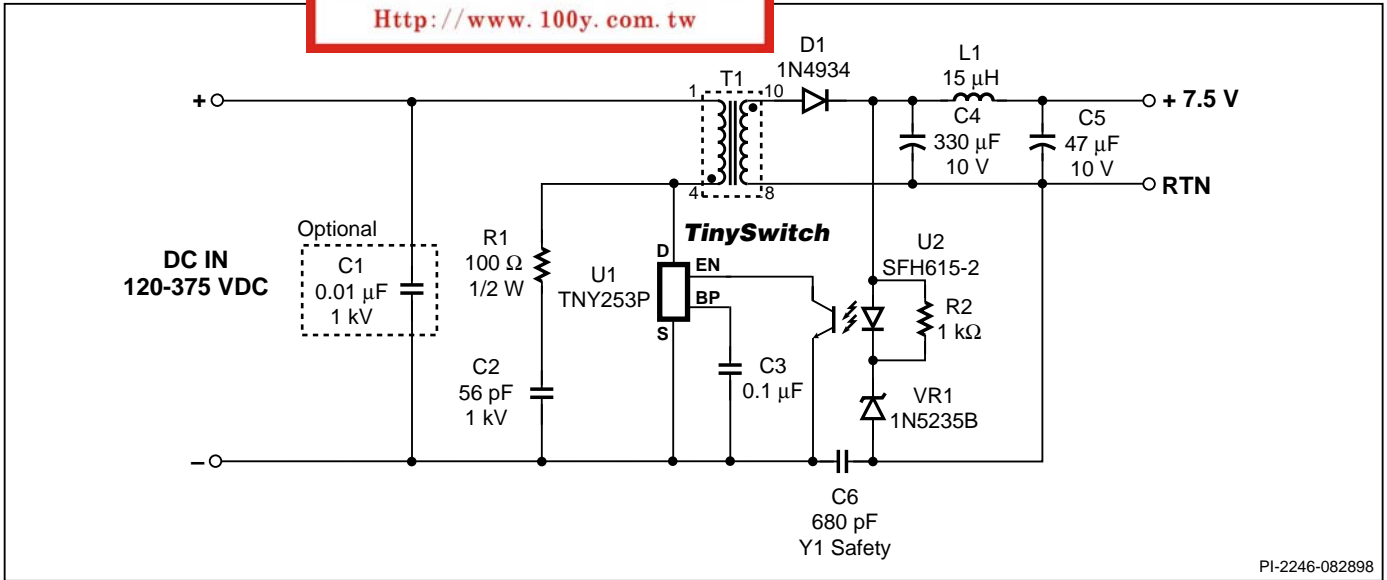 Http://www.100y.com.tw
D1
1N4934
L1
15 μH
T1
1
10
+
+ 7.5 V
C4
330 μF
10 V
C5
47 μF
10 V
4
8
RTN
TinySwitch
Optional
C1
0.01 μF
1 kV
DC IN
120-375 VDC
R1
100 Ω
1/2 W
U1
TNY253P
D
EN
BP
S
U2
SFH615-2
R2
1 kΩ
C2
56 pF
1 kV
C3
0.1 μF
VR1
1N5235B
–
C6
680 pF
Y1 Safety
PI-2246-082898